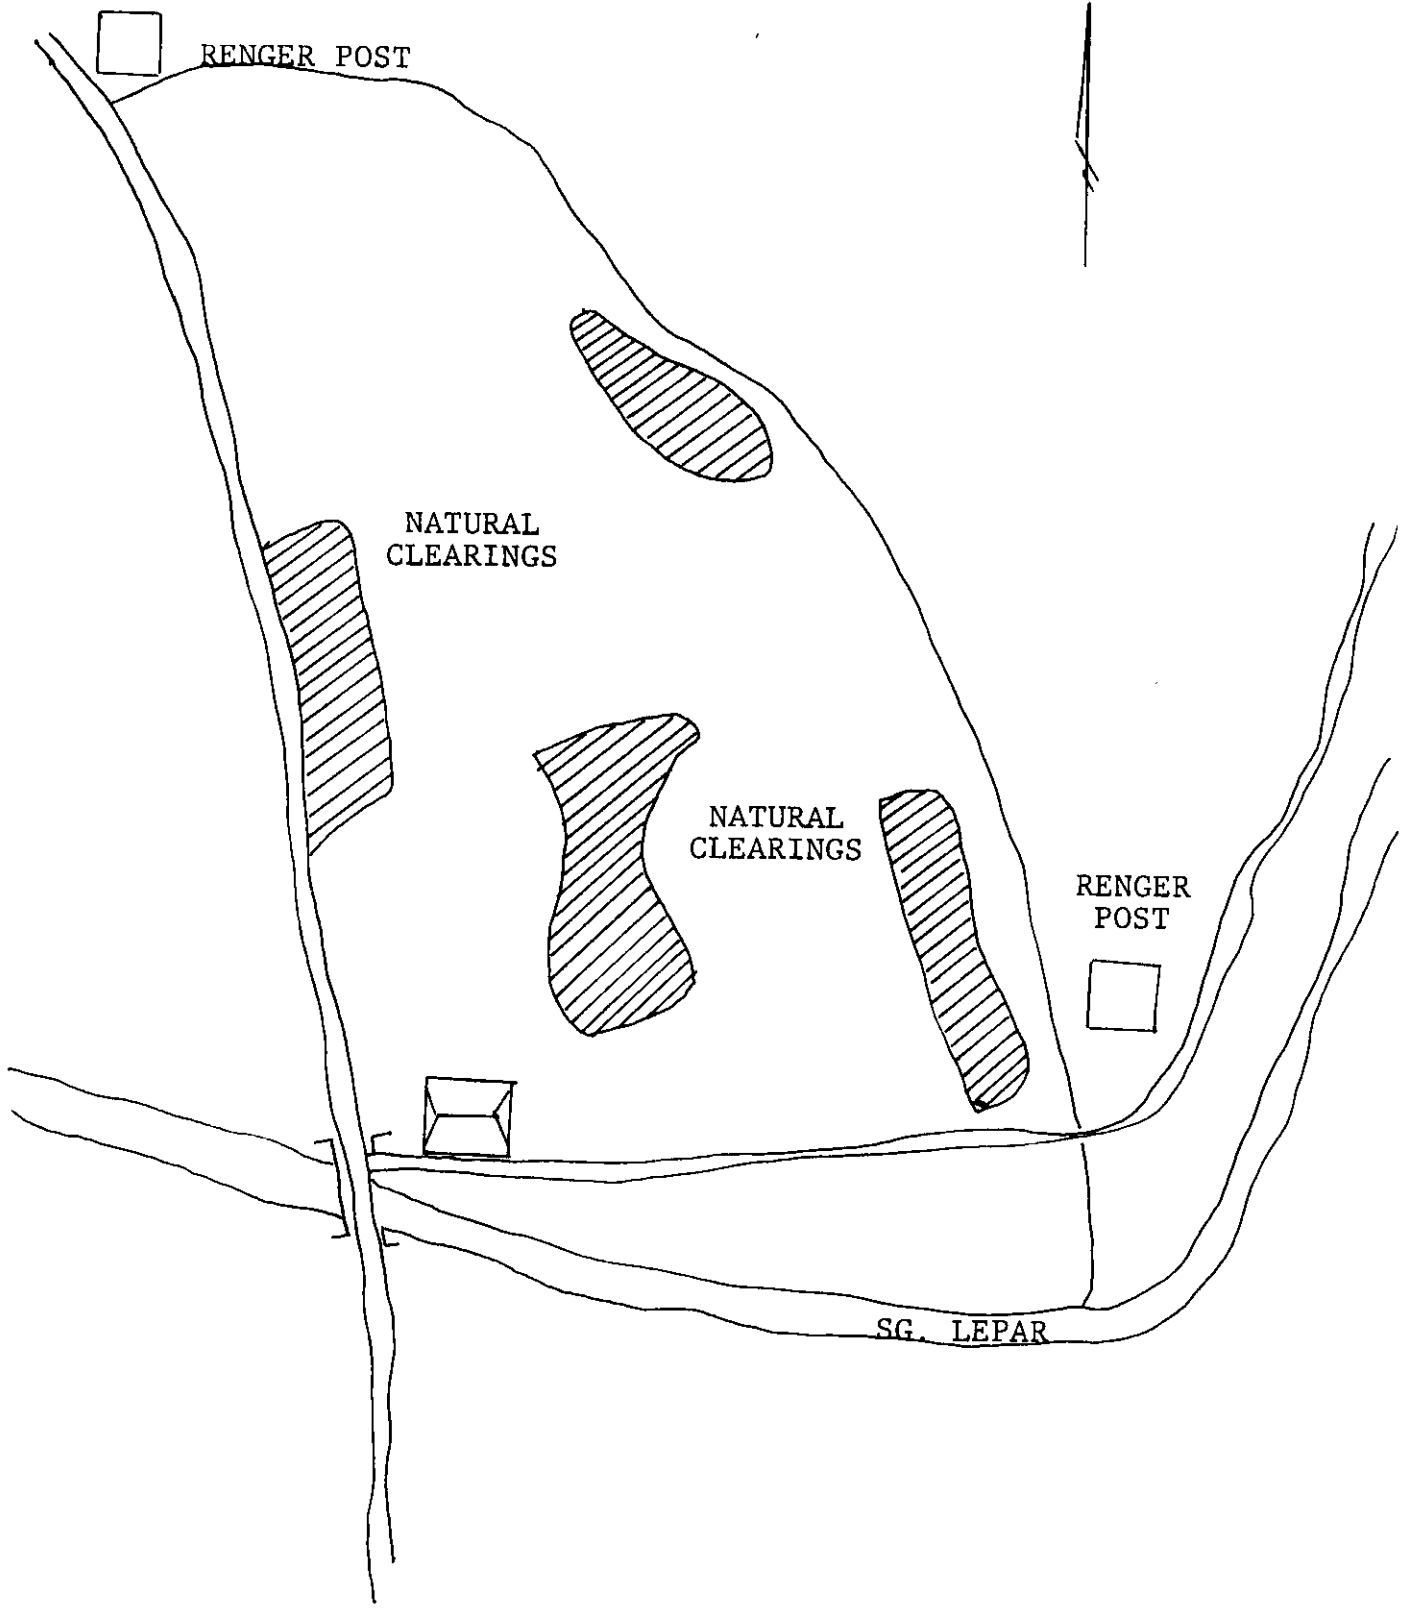 RENGER POST
NATURAL
CLEARINGS
NATURAL
CLEARINGS
RENGER
POST
SG. LEPAR